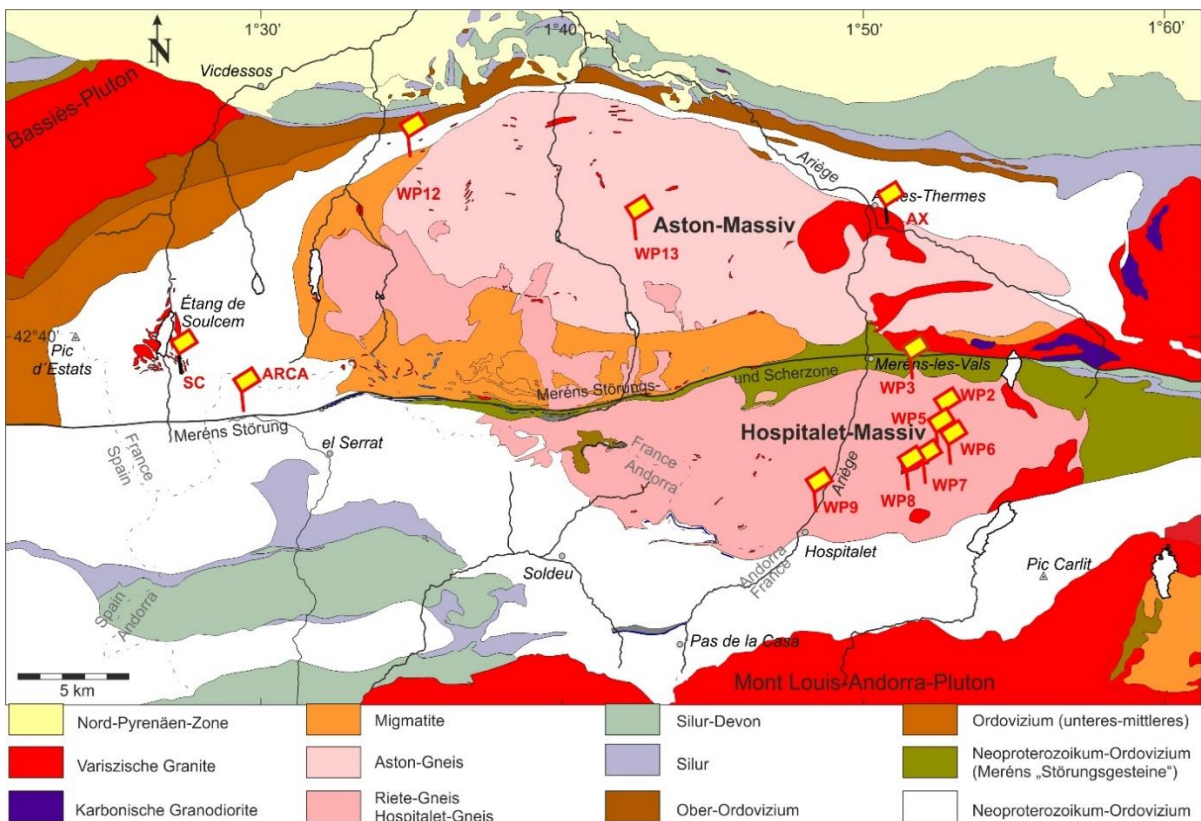 1°30'
1°40'
1°50'
1°60'
N
Vicdessos
Bassiès-Pluton
Ariège
WP12
Aston-Massiv
WP13
es-Thermes
AX
Étang de
Soulcem
42°40'
Pic
d'Estats
SC
ARCA
Meréns Störungs-
und Scherzone
Meréns-les-Vals
WP3
WP2
WP5
Meréns Störung
el Serrat
France
Spain
Hospitalet-Massiv
WP6
France
Andorra
WP7
WP8
WP9
Ariège
Hospitalet
Andorra
France
Soldeu
Pic Carlit
Spain
Andorra
Pas de la Casa
5 km
Mont Louis-Andorra-Pluton
Nord-Pyrenäen-Zone
Migmatite
Silur-Devon
Ordovizium (unteres-mittleres)
Variszische Granite
Aston-Gneis
Silur
Neoproterozoikum-Ordovizium
(Meréns „Störungsgesteine“)
Karbonische Granodiorite
Riete-Gneis
Hospitalet-Gneis
Ober-Ordovizium
Neoproterozoikum-Ordovizium